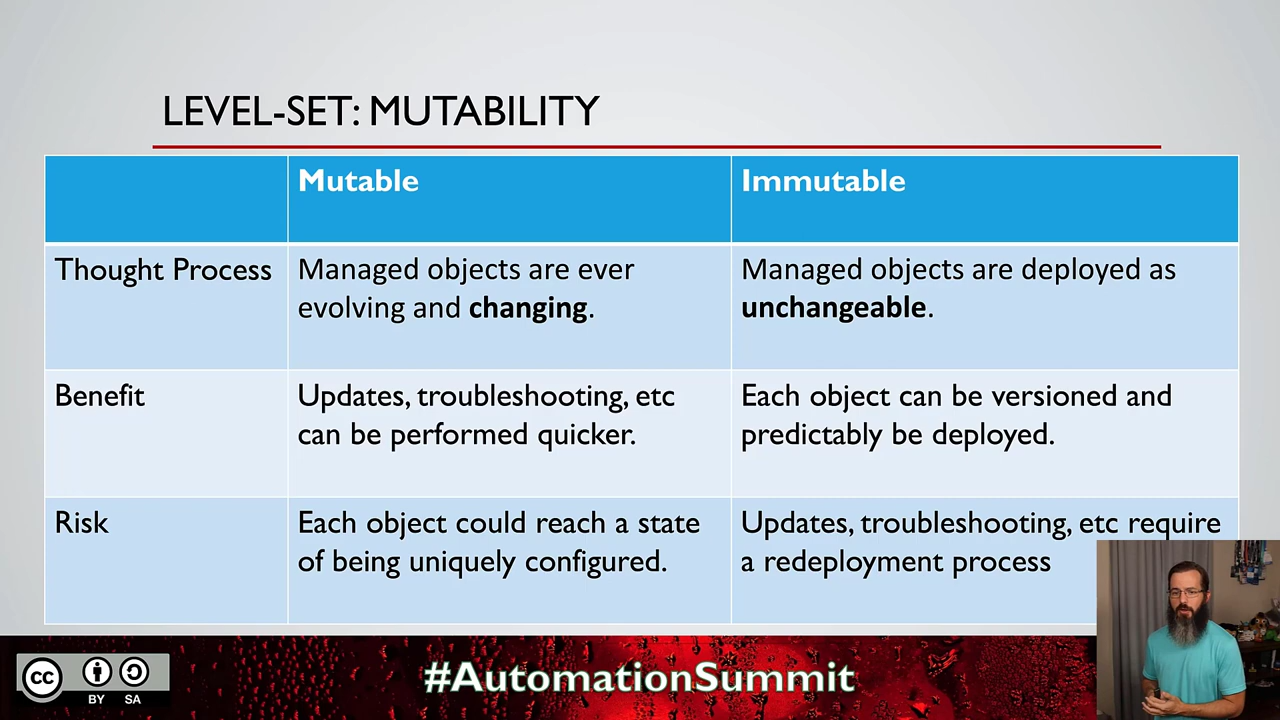 LEVEL-SET: MUTABILITY
Mutable
Immutable
Thought Process
Managed objects are ever
evolving and changing.
Managed objects are deployed as
unchangeable.
Benefit
Updates, troubleshooting, etc
can be performed quicker.
Each object can be versioned and
predictably be deployed.
Risk
Each object could reach a state
of being uniquely configured.
Updates, troubleshooting, etc require
a redeployment process
cc
BY SA
#AutomationSummit